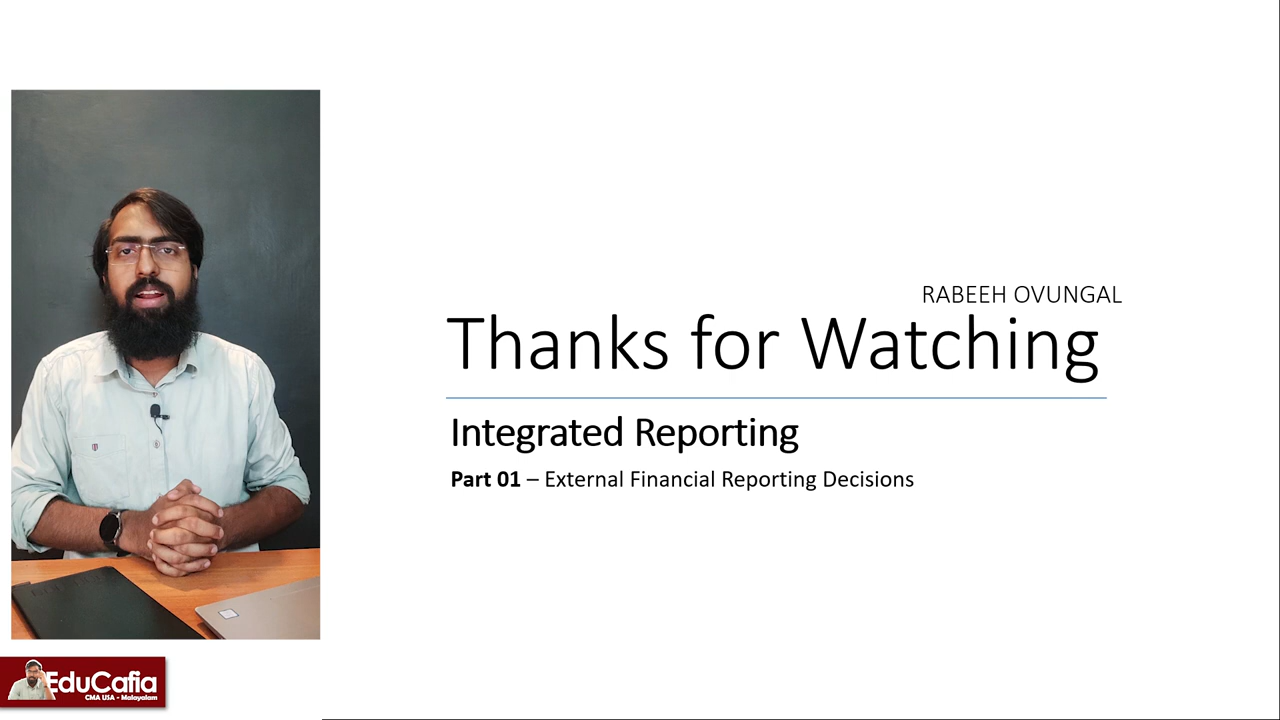 RABEEH OVUNGAL
Thanks for Watching
Integrated Reporting
Part 01 – External Financial Reporting Decisions
EduCafia
CMA USA - Malayalam